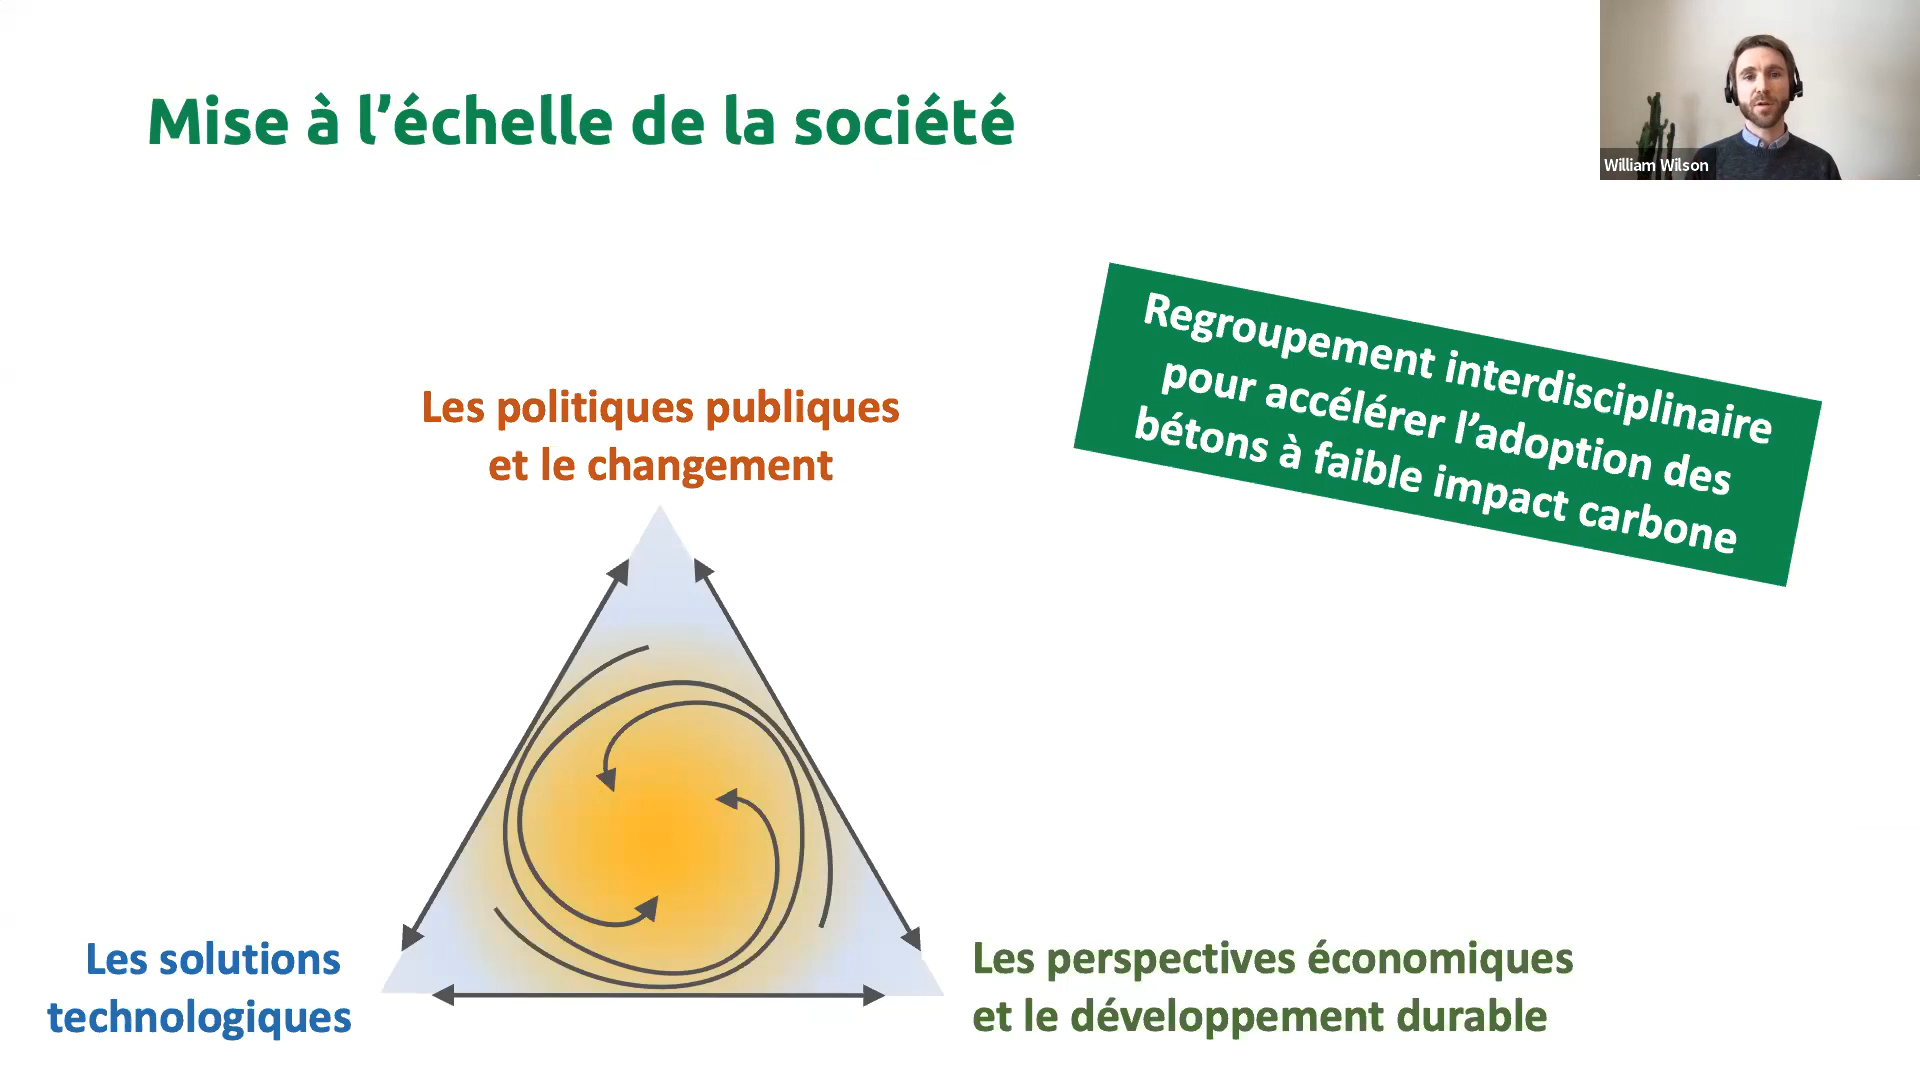 Mise à l’échelle de la société
William Wilson
Regroupement interdisciplinaire
pour accélérer l’adoption des
bétons à faible impact carbone
Les politiques publiques
et le changement
Les solutions
technologiques
Les perspectives économiques
et le développement durable